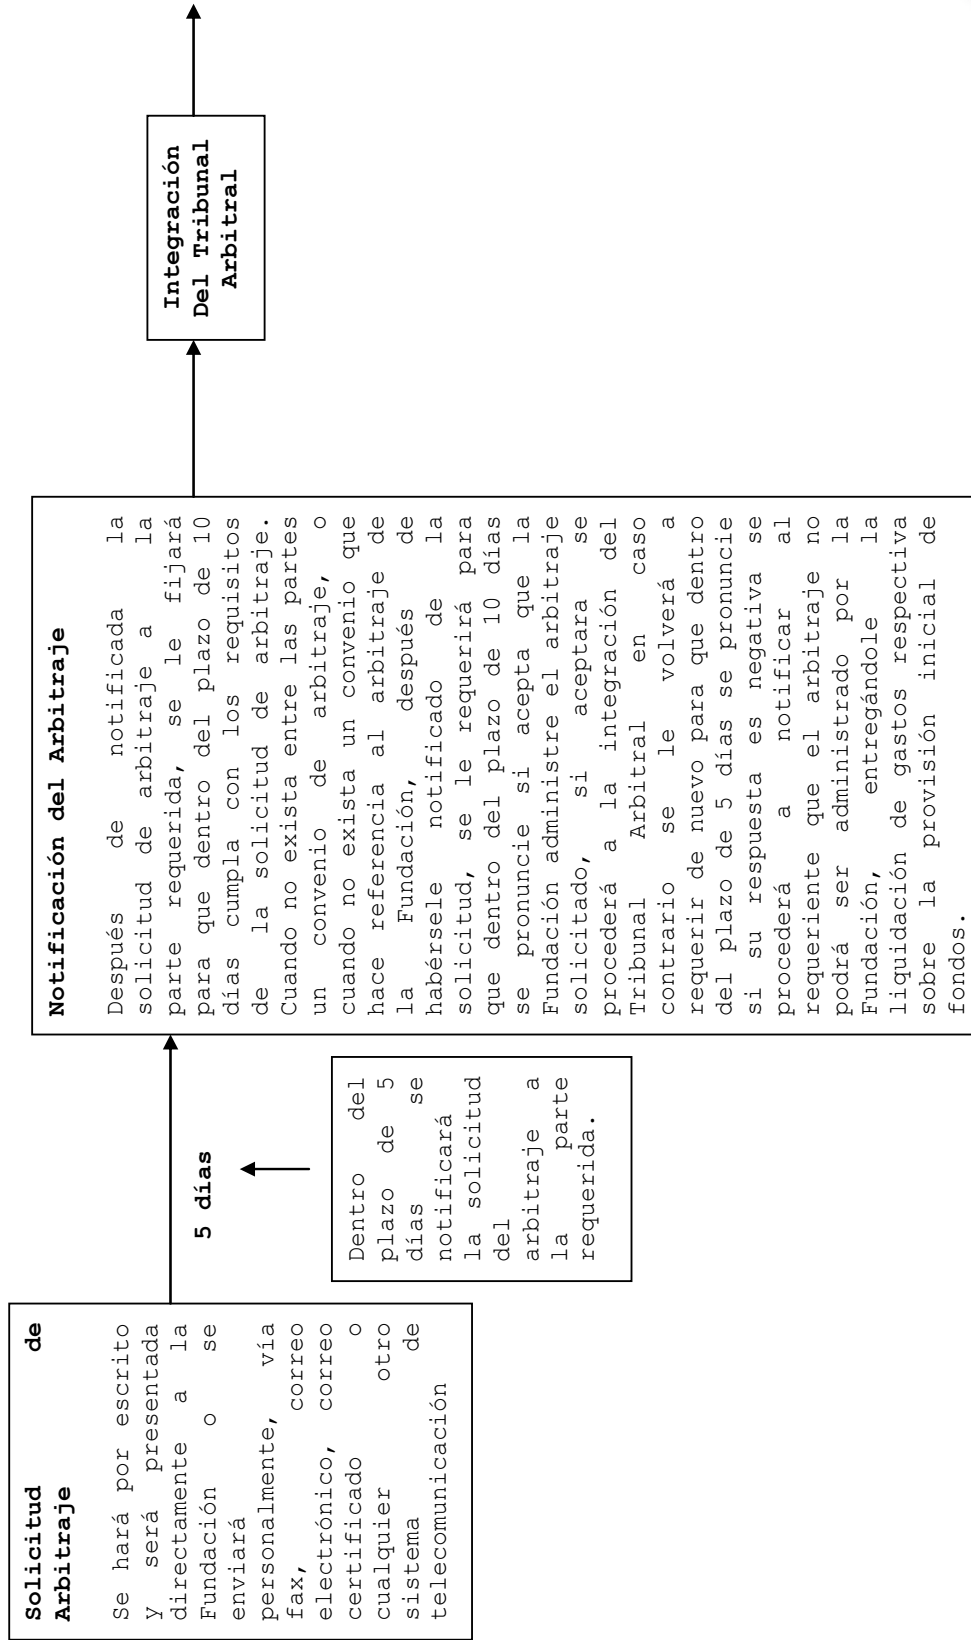 Solicitud de
Arbitraje
Se hará por escrito
y será presentada
directamente a la
Fundación o se
enviará
personalmente, vía
fax, correo
electrónico, correo
certificado o
cualquier otro
sistema de
telecomunicación
5 días
Dentro del
plazo de 5
días se
notificará
la solicitud
del
arbitraje a
la parte
requerida.
Notificación del Arbitraje
Después de notificada la
solicitud de arbitraje a la
parte requerida, se le fijará
para que dentro del plazo de 10
días cumpla con los requisitos
de la solicitud de arbitraje.
Cuando no exista entre las partes
un convenio de arbitraje, o
cuando no exista un convenio que
hace referencia al arbitraje de
la Fundación, después de
habérsele notificado de la
solicitud, se le requerirá para
que dentro del plazo de 10 días
se pronuncie si acepta que la
Fundación administre el arbitraje
solicitado, si aceptara se
procederá a la integración del
Tribunal Arbitral en caso
contrario se le volverá a
requerir de nuevo para que dentro
del plazo de 5 días se pronuncie
si su respuesta es negativa se
procederá a notificar al
requeriente que el arbitraje no
podrá ser administrado por la
Fundación, entregándole la
liquidación de gastos respectiva
sobre la provisión inicial de
fondos.
Integración
Del Tribunal
Arbitral